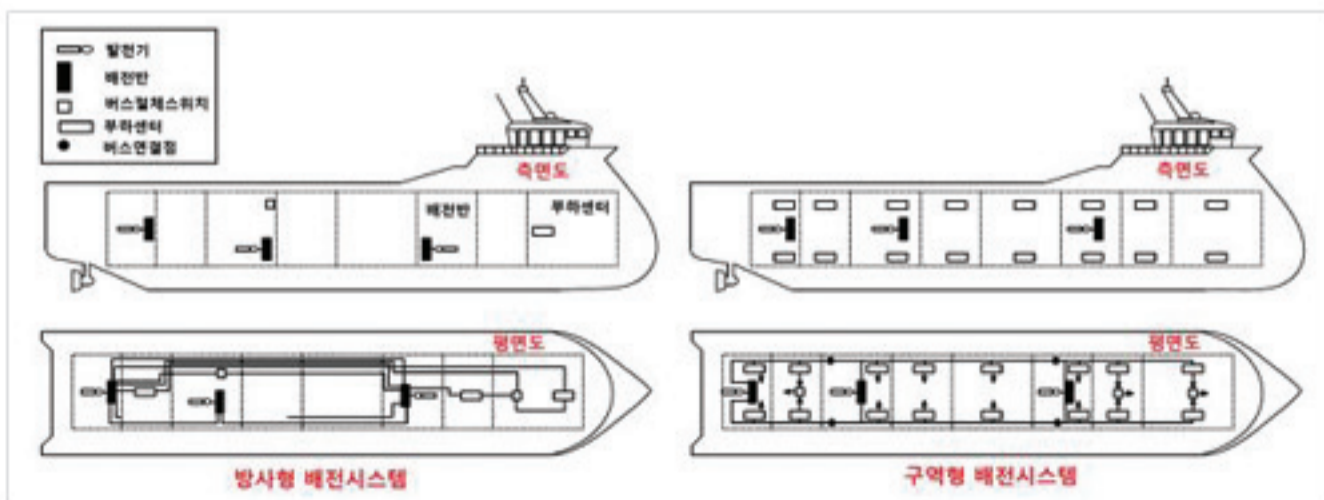 발전기
배전반
버스절체스위치
부하센터
버스연결점
측면도
배전반
부하센터
측면도
평면도
평면도
방사형 배전시스템
구역형 배전시스템